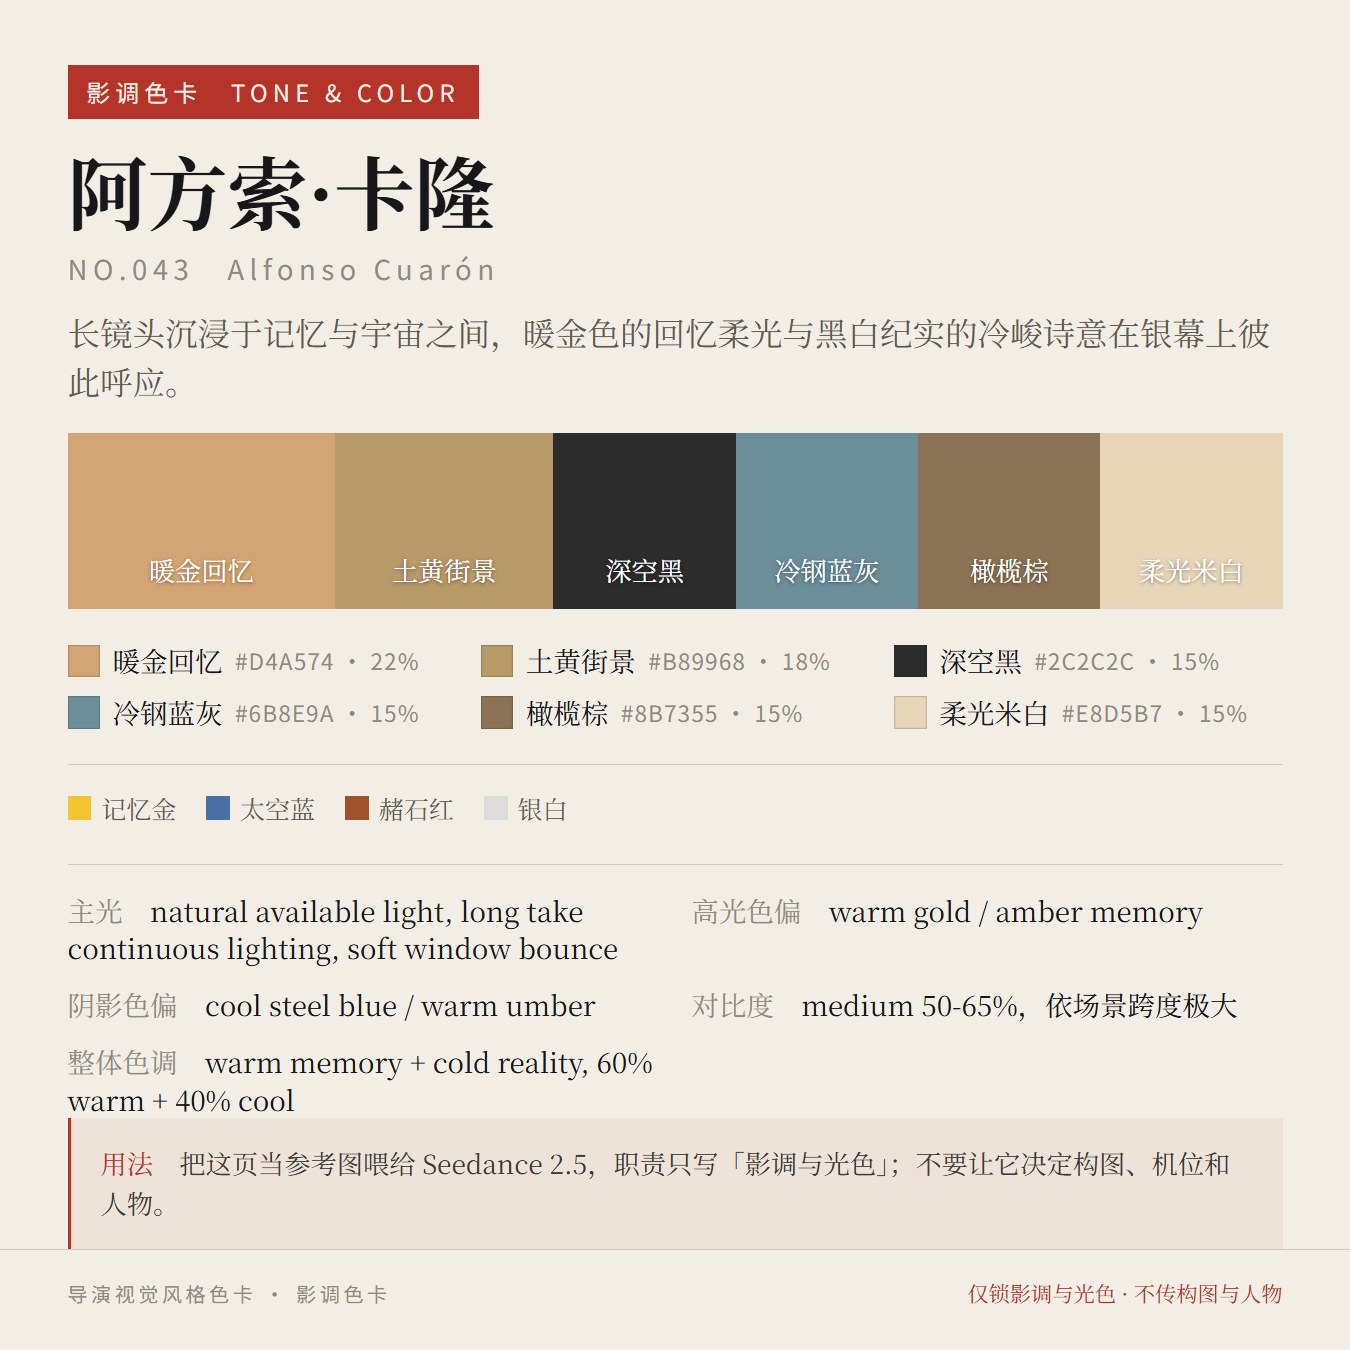 影调色卡 TONE & COLOR
阿方索·卡隆
NO.043 Alfonso Cuarón
长镜头沉浸于记忆与宇宙之间，暖金色的回忆柔光与黑白纪实的冷峻诗意在银幕上彼
此呼应。
暖金回忆 土黄街景 深空黑 冷钢蓝灰 橄榄棕 柔光米白
暖金回忆 #D4A574 · 22% 土黄街景 #B89968 · 18% 深空黑 #2C2C2C · 15%
冷钢蓝灰 #6B8E9A · 15% 橄榄棕 #8B7355 · 15% 柔光米白 #E8D5B7 · 15%
记忆金 太空蓝 赭石红 银白
主光 natural available light, long take
continuous lighting, soft window bounce
高光色偏 warm gold / amber memory
阴影色偏 cool steel blue / warm umber
对比度 medium 50-65%，依场景跨度极大
整体色调 warm memory + cold reality, 60%
warm + 40% cool
用法 把这页当参考图喂给 Seedance 2.5，职责只写「影调与光色」；不要让它决定构图、机位和
人物。
导演视觉风格色卡 · 影调色卡
仅锁影调与光色 · 不传构图与人物